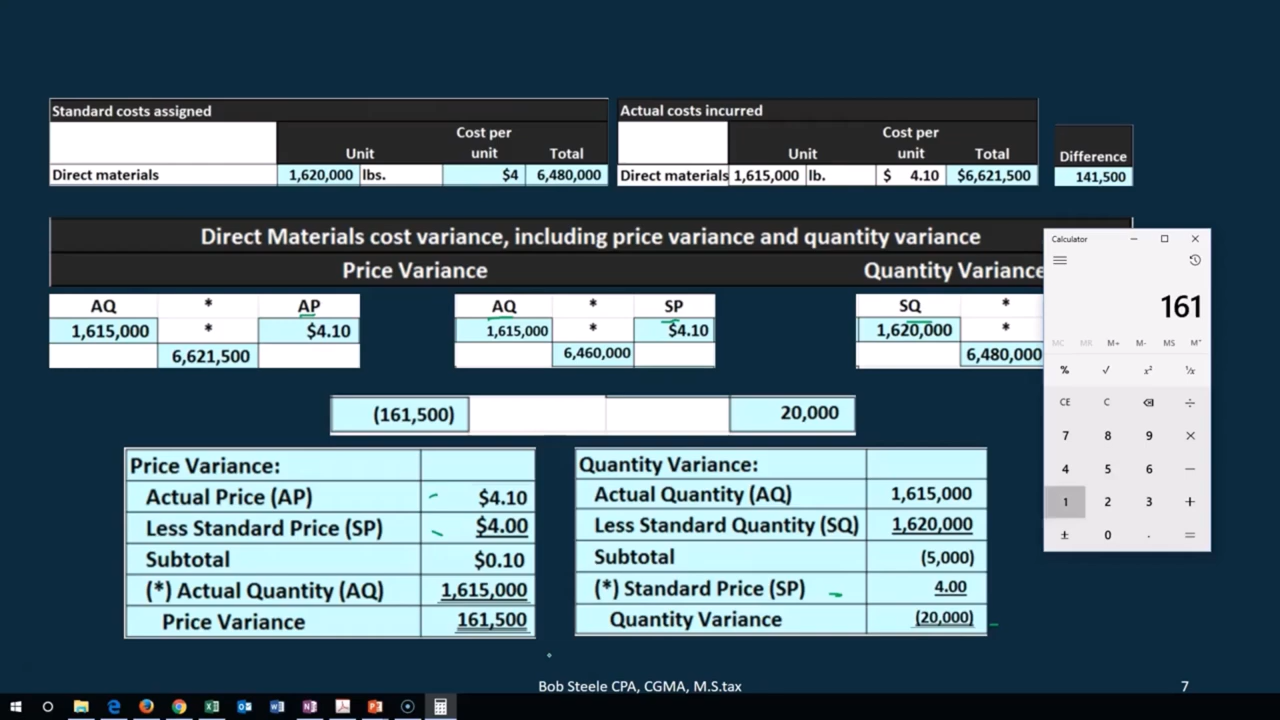 Standard costs assigned
Unit Cost per unit Total
Direct materials 1,620,000 lbs. $4 6,480,000
Actual costs incurred
Unit Cost per unit Total
Direct materials 1,615,000 lb. $ 4.10 $6,621,500
Difference
141,500
Direct Materials cost variance, including price variance and quantity variance
Price Variance Quantity Variance
AQ * AP
1,615,000 * $4.10
6,621,500
AQ * SP
1,615,000 * $4.10
6,460,000
SQ *
1,620,000 *
6,480,000
(161,500) 20,000
Price Variance:
Actual Price (AP) $4.10
Less Standard Price (SP) $4.00
Subtotal $0.10
(*) Actual Quantity (AQ) 1,615,000
Price Variance 161,500
Quantity Variance:
Actual Quantity (AQ) 1,615,000
Less Standard Quantity (SQ) 1,620,000
Subtotal (5,000)
(*) Standard Price (SP) 4.00
Quantity Variance (20,000)
Calculator
161
MC MR M+ M- MS M˅
% √ x² ¹/x
CE C ⌫ ÷
7 8 9 ×
4 5 6 −
1 2 3 +
± 0 . =
Bob Steele CPA, CGMA, M.S.tax
7